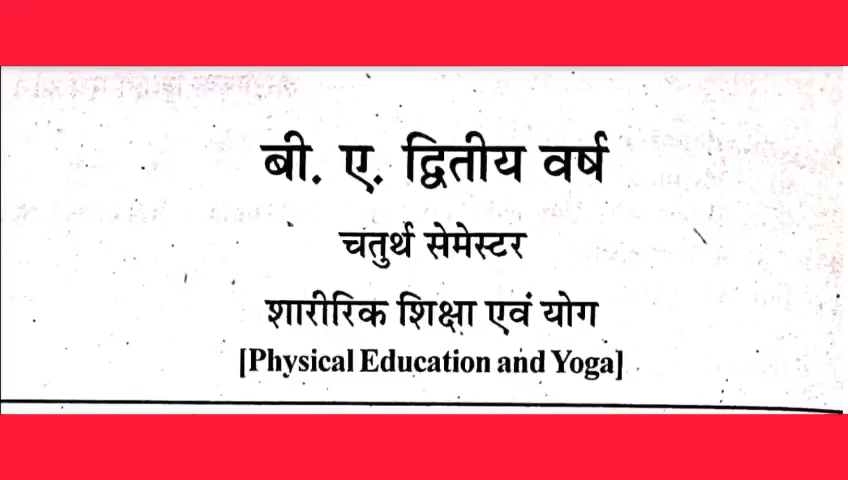 बी. ए. द्वितीय वर्ष
चतुर्थ सेमेस्टर
शारीरिक शिक्षा एवं योग
[Physical Education and Yoga]